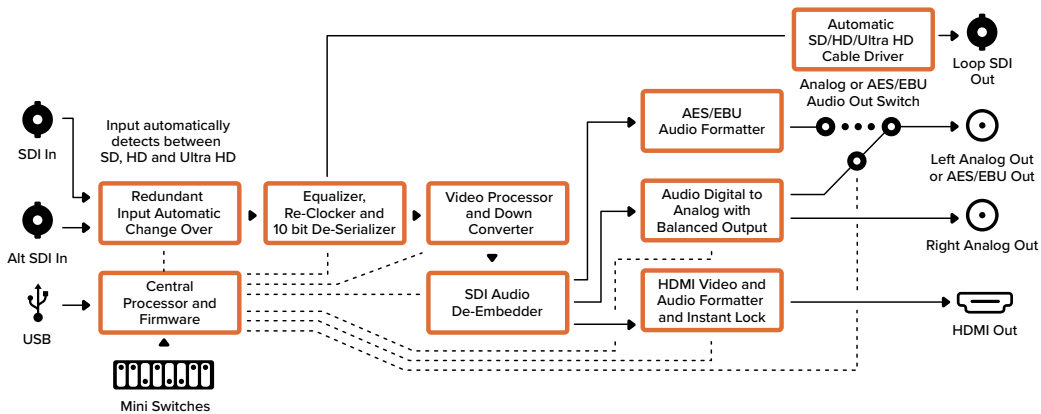 Automatic
SD/HD/Ultra HD
Cable Driver
Loop SDI
Out
Analog or AES/EBU
Audio Out Switch
SDI In
Input automatically
detects between
SD, HD and Ultra HD
AES/EBU
Audio Formatter
Left Analog Out
or AES/EBU Out
Redundant
Input Automatic
Change Over
Equalizer,
Re-Clocker and
10 bit De-Serializer
Video Processor
and Down
Converter
Audio Digital to
Analog with
Balanced Output
Right Analog Out
Alt SDI In
Central
Processor and
Firmware
SDI Audio
De-Embedder
HDMI Video and
Audio Formatter
and Instant Lock
USB
HDMI Out
Mini Switches